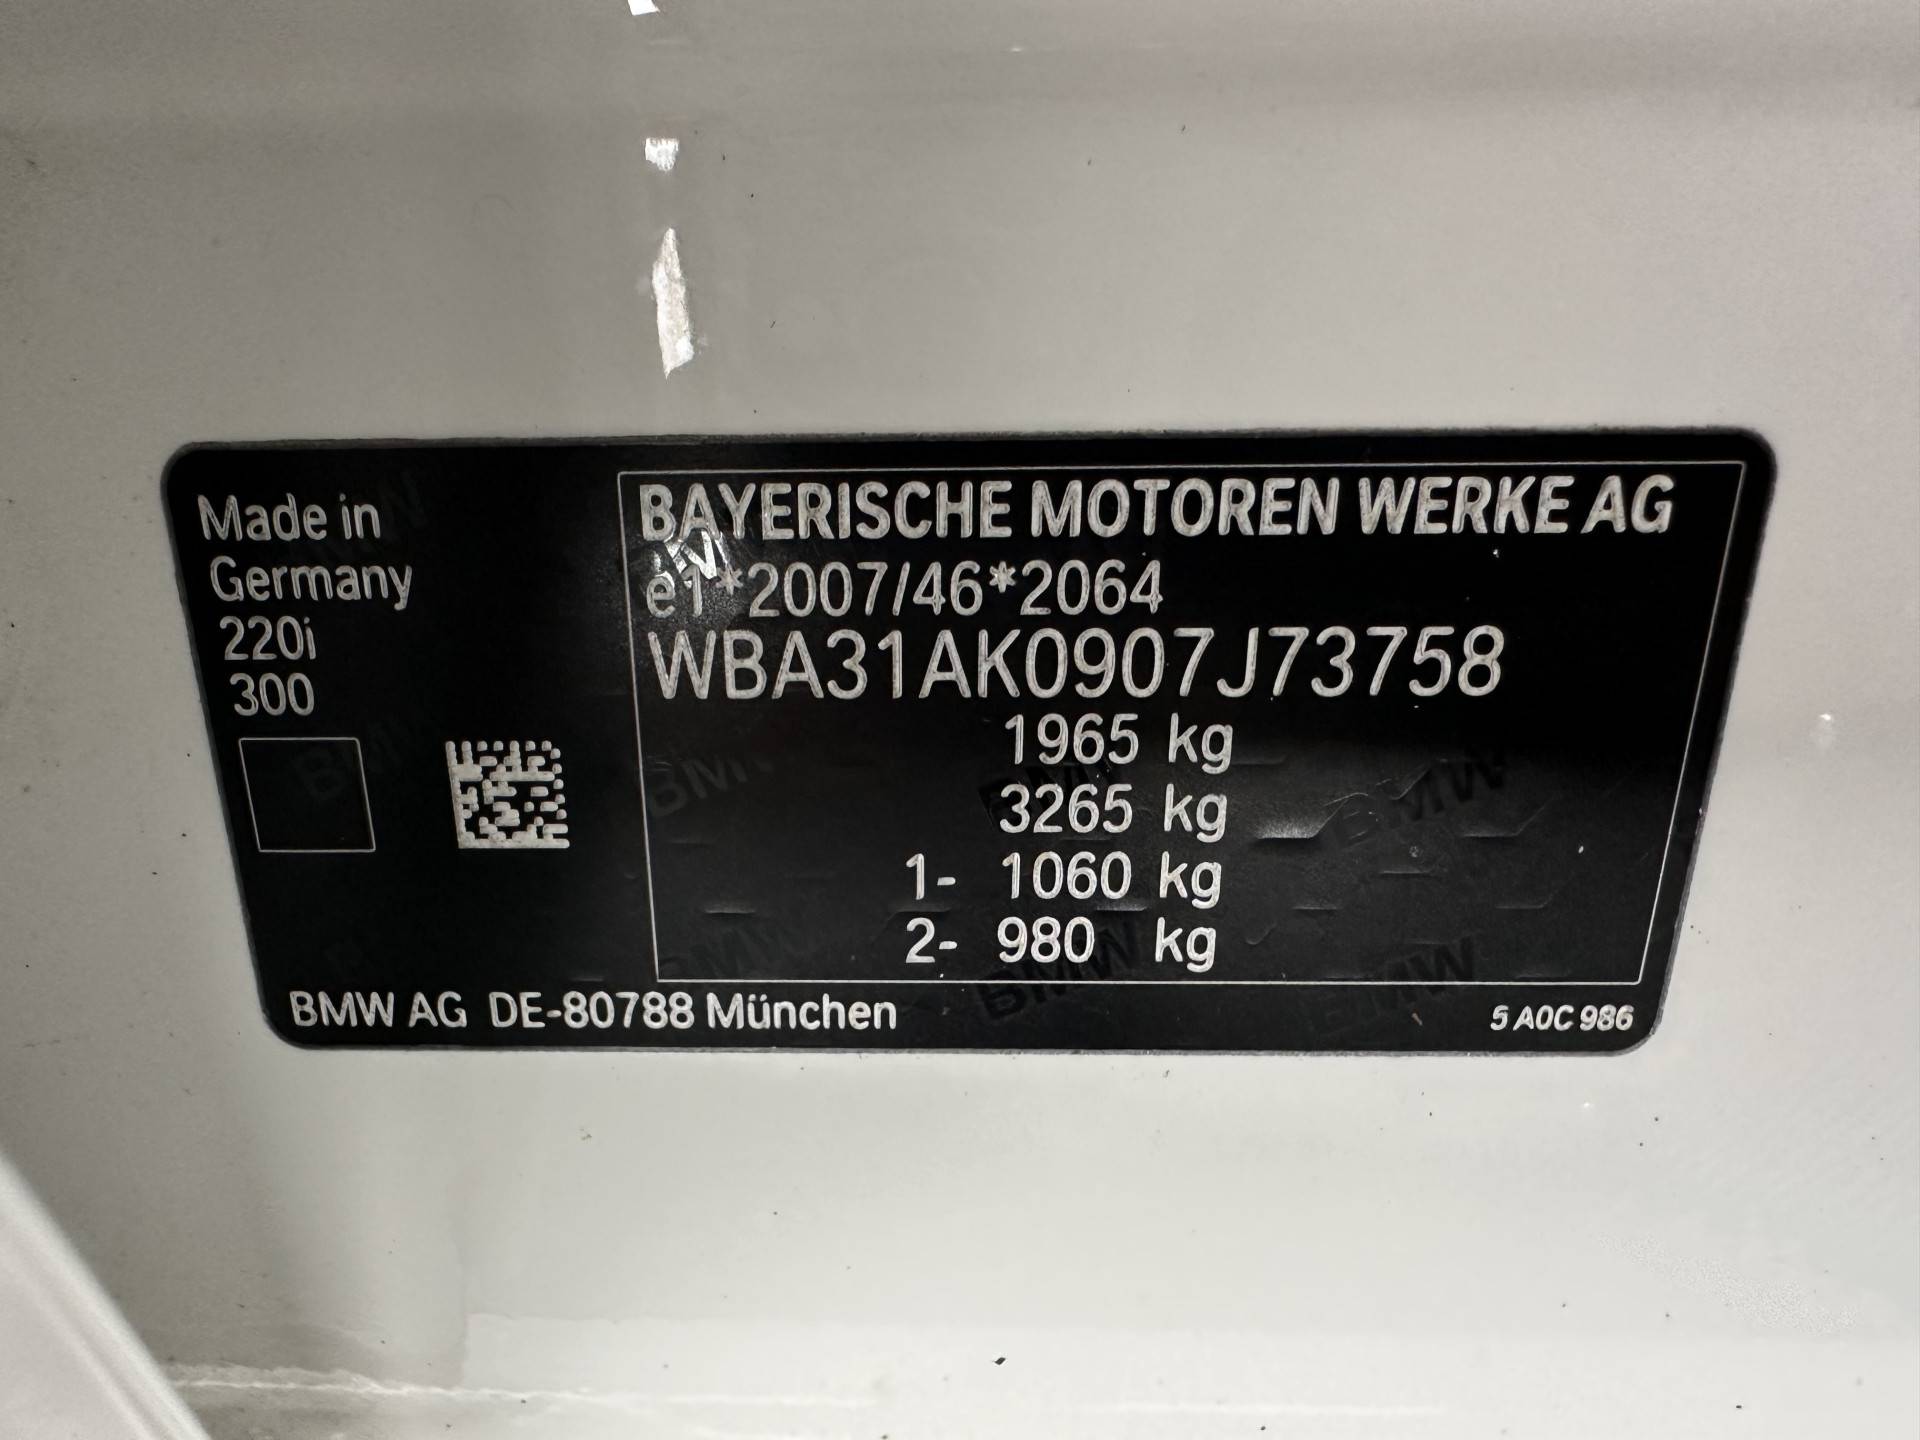 Made in
Germany
220i
300
BAYERISCHE MOTOREN WERKE AG
e1*2007/46*2064
WBA31AK0907J73758
1965 kg
3265 kg
1- 1060 kg
2- 980 kg
BMW AG DE-80788 München
5 A0C 986